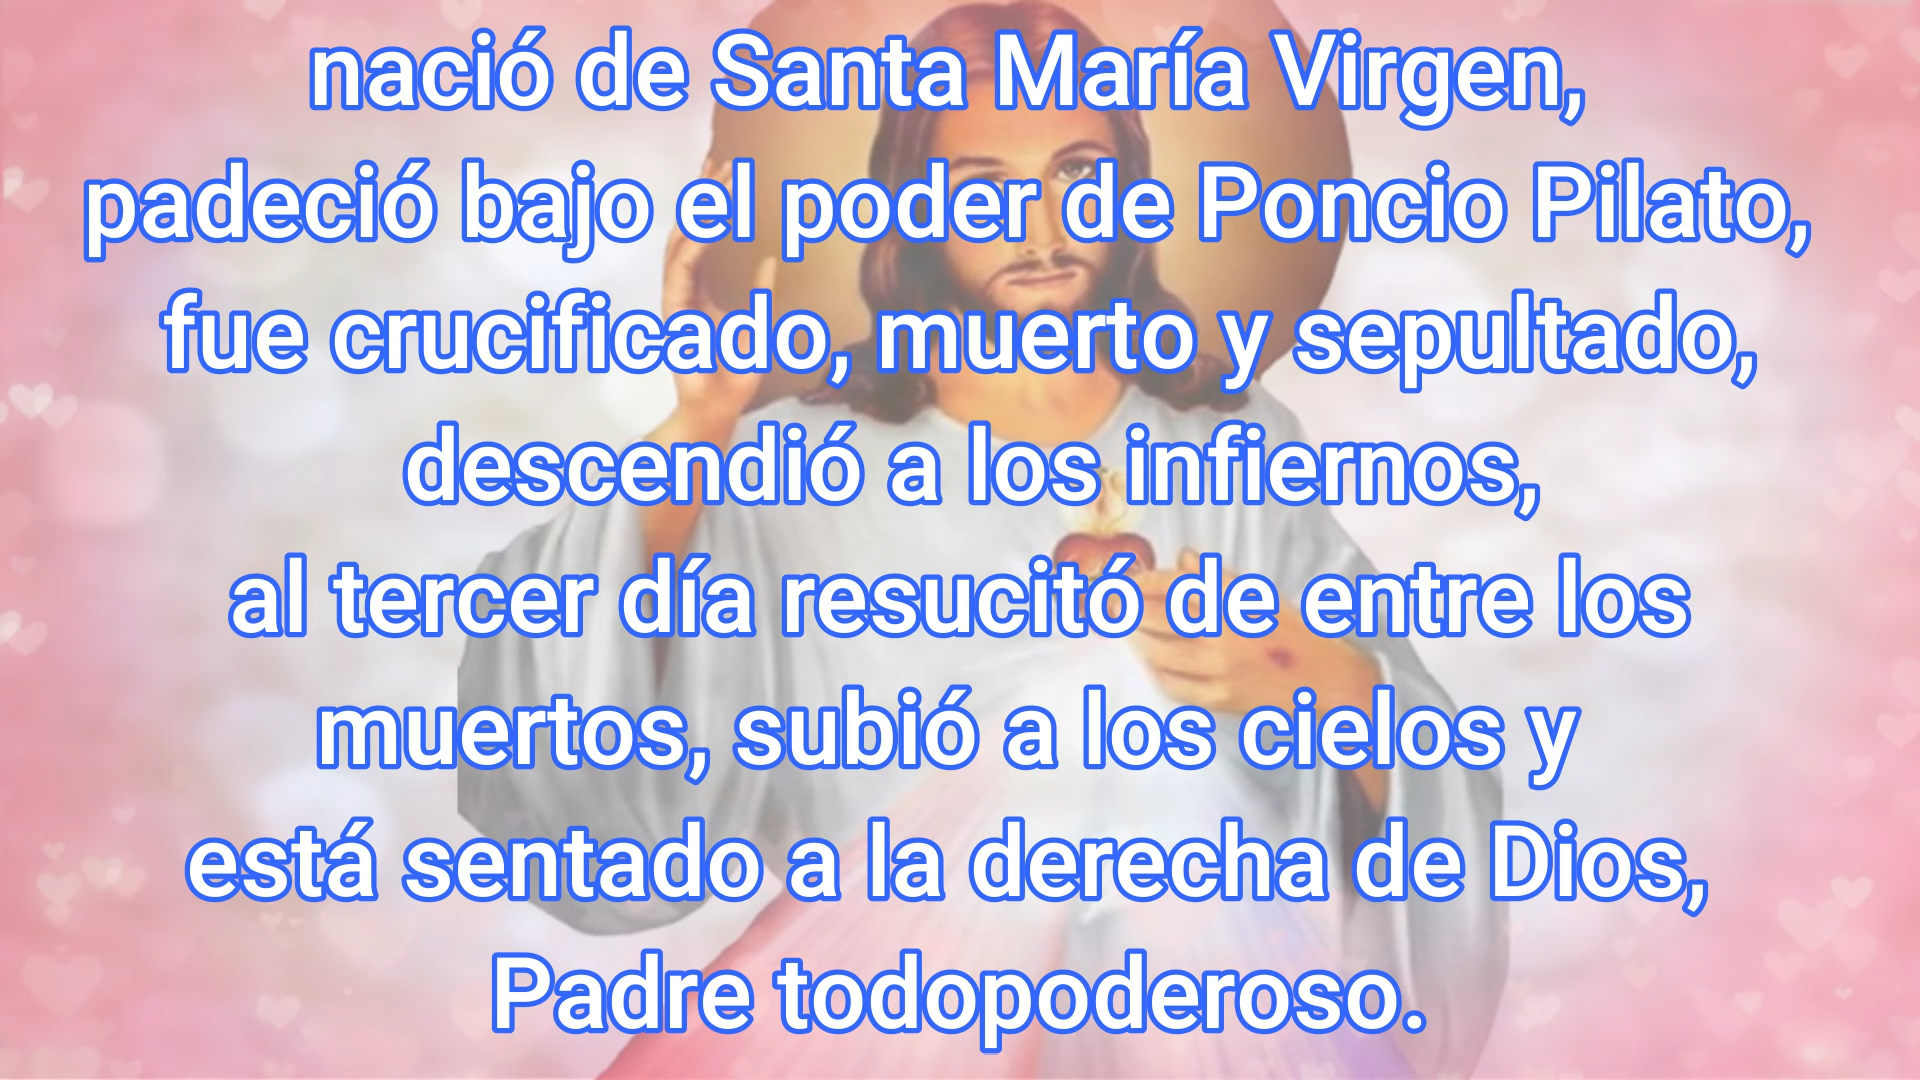 nació de Santa María Virgen,
padeció bajo el poder de Poncio Pilato,
fue crucificado, muerto y sepultado,
descendió a los infiernos,
al tercer día resucitó de entre los
muertos, subió a los cielos y
está sentado a la derecha de Dios,
Padre todopoderoso.